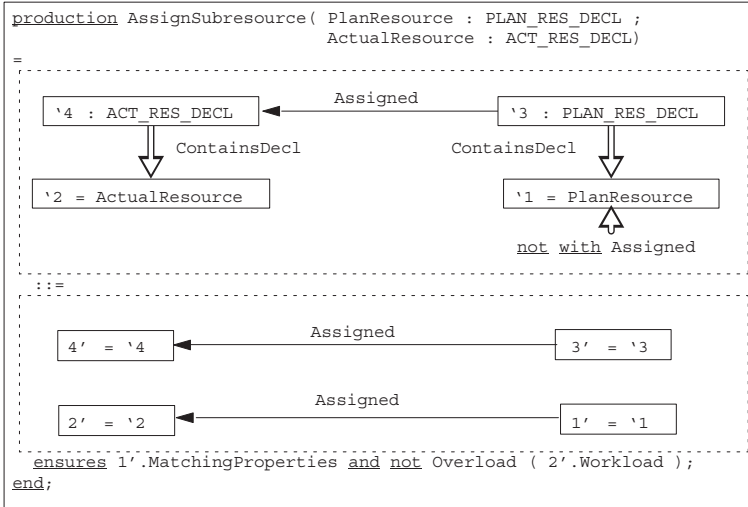 production AssignSubresource( PlanResource : PLAN_RES_DECL ;
ActualResource : ACT_RES_DECL)
=
Assigned
‘4 : ACT_RES_DECL
‘3 : PLAN_RES_DECL
ContainsDecl
ContainsDecl
‘2 = ActualResource
‘1 = PlanResource
not with Assigned
::=
Assigned
4’ = ‘4
3’ = ‘3
Assigned
2’ = ‘2
1’ = ‘1
ensures 1’.MatchingProperties and not Overload ( 2’.Workload );
end;